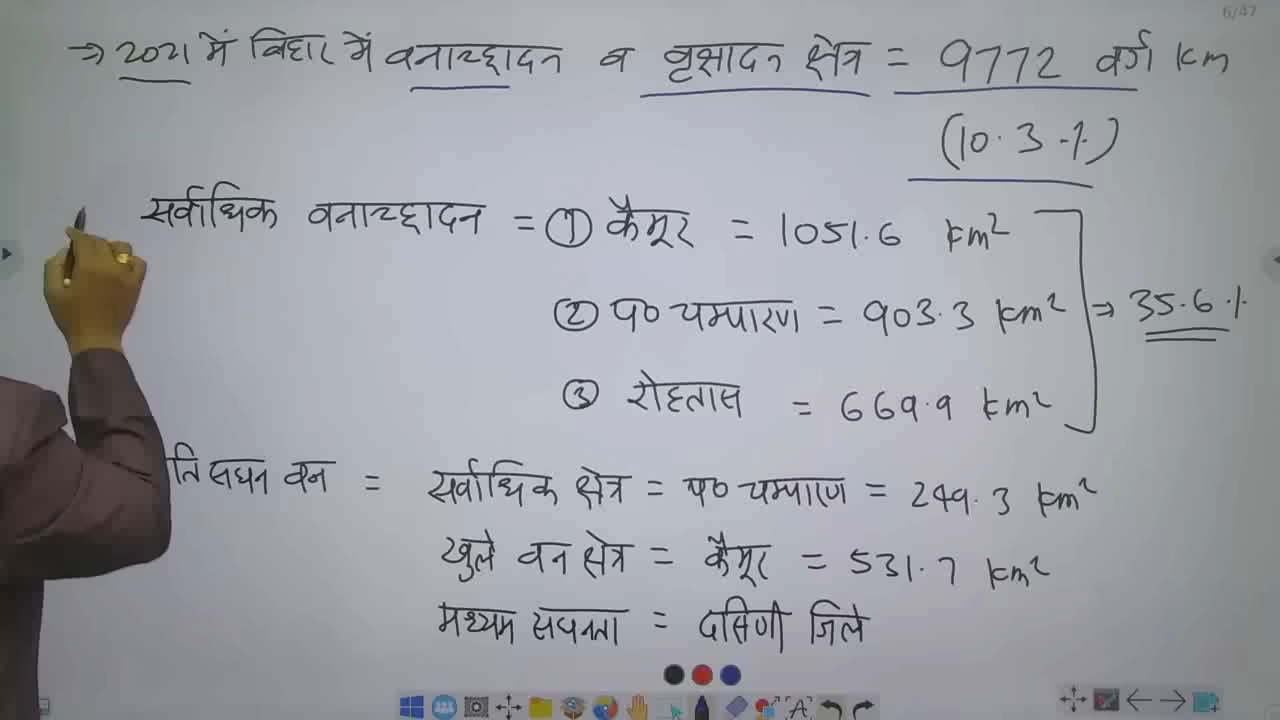 6/47
→ 2021 में बिहार में वनाच्छादन व वृक्षादन क्षेत्र = 9772 वर्ग km
(10.3%)
सर्वाधिक वनाच्छादन = ① कैमूर = 1051.6 km²
② प० चम्पारण = 903.3 km² → 35.6%
③ रोहतास = 669.9 km²
ति सघन वन = सर्वाधिक क्षेत्र = प० चम्पारण = 249.3 km²
खुले वन क्षेत्र = कैमूर = 531.7 km²
मध्यम सघनता = दक्षिणी जिले